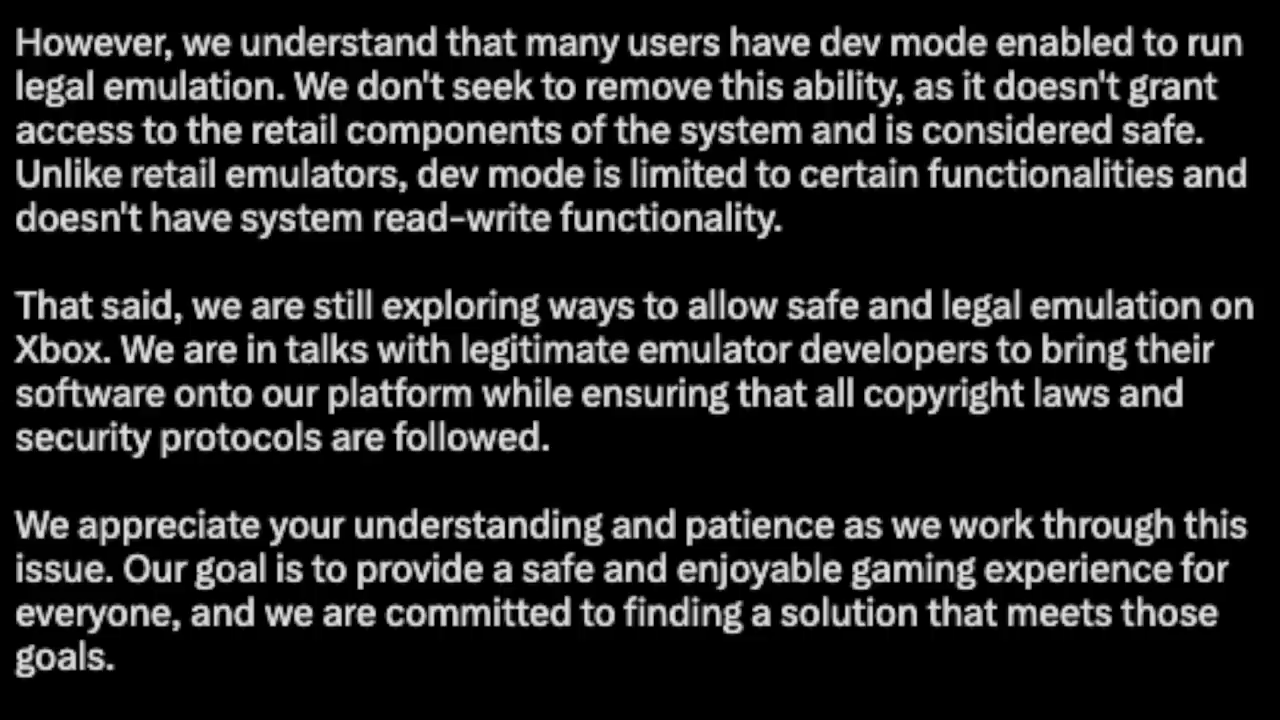 However, we understand that many users have dev mode enabled to run
legal emulation. We don't seek to remove this ability, as it doesn't grant
access to the retail components of the system and is considered safe.
Unlike retail emulators, dev mode is limited to certain functionalities and
doesn't have system read-write functionality.
That said, we are still exploring ways to allow safe and legal emulation on
Xbox. We are in talks with legitimate emulator developers to bring their
software onto our platform while ensuring that all copyright laws and
security protocols are followed.
We appreciate your understanding and patience as we work through this
issue. Our goal is to provide a safe and enjoyable gaming experience for
everyone, and we are committed to finding a solution that meets those
goals.